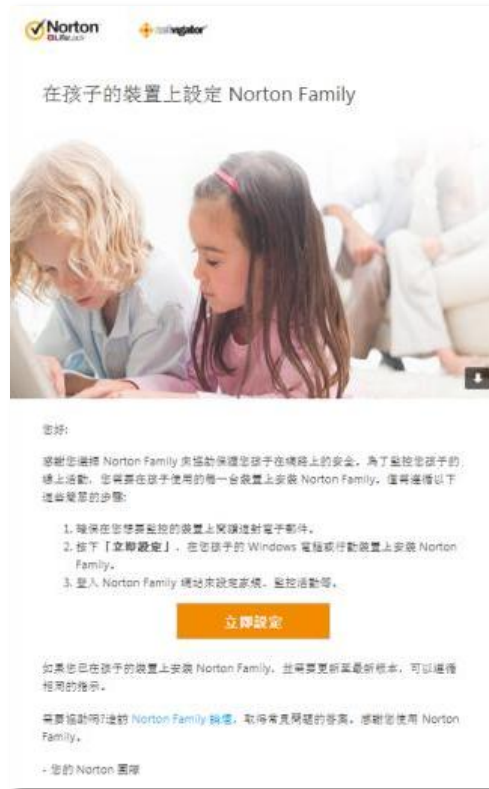 Norton
在孩子的裝置上設定 Norton Family
您好:
感謝您選擇 Norton Family 來協助保護您孩子在網路上的安全。為了監控您孩子的
線上活動，您需要在孩子使用的每一台裝置上安裝 Norton Family。僅需遵循以下
這些簡單的步驟:
1. 確保在您想要監控的裝置上閱讀這封電子郵件。
2. 按下「立即設定」，在您孩子的 Windows 電腦或行動裝置上安裝 Norton
Family。
3. 登入 Norton Family 網站來設定家規、監控活動等。
立即設定
如果您已在孩子的裝置上安裝 Norton Family，並需要更新至最新版本，可以遵循
相同的指示。
需要協助嗎?造訪 Norton Family 論壇，取得常見問題的答案。感謝您使用 Norton
Family。
- 您的 Norton 團隊